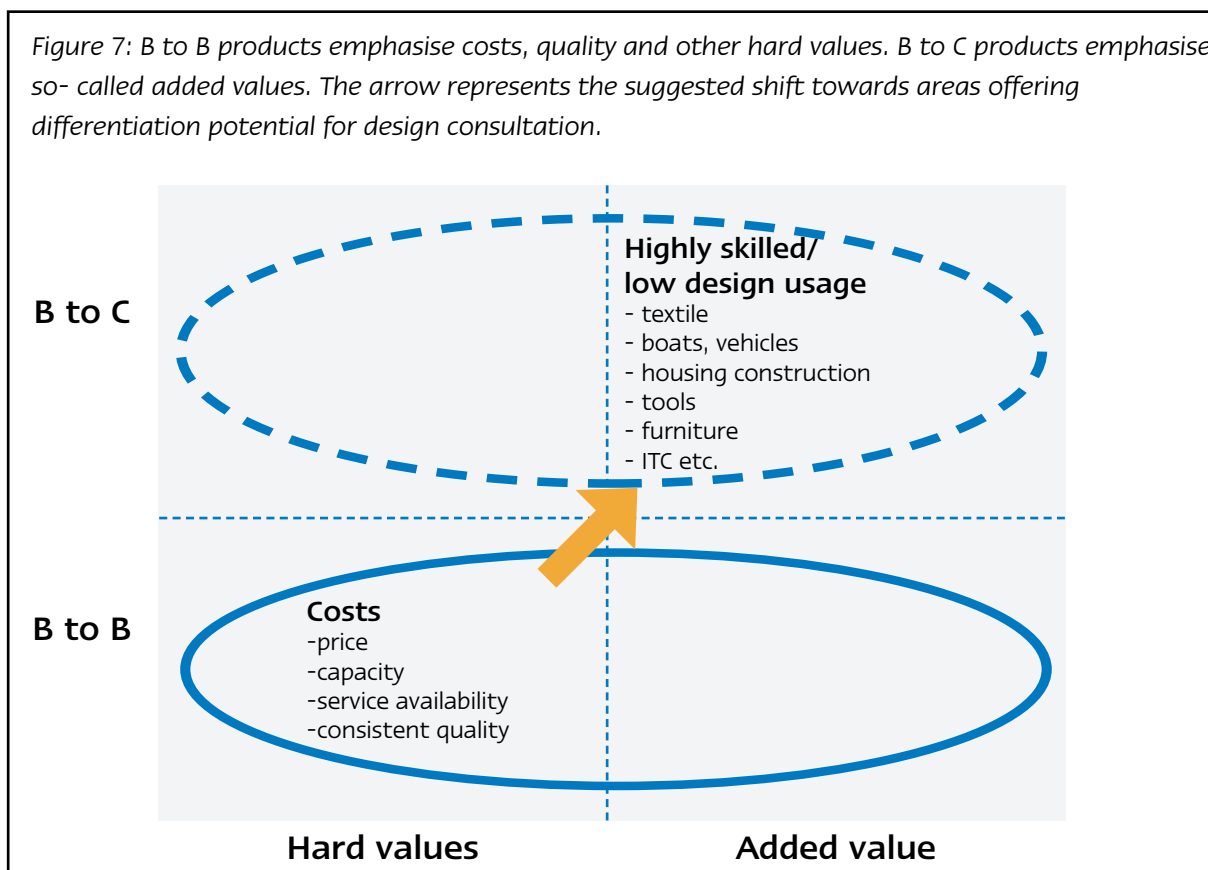 Figure 7: B to B products emphasise costs, quality and other hard values. B to C products emphasise
so- called added values. The arrow represents the suggested shift towards areas offering
differentiation potential for design consultation.
B to C
Highly skilled/
low design usage
- textile
- boats, vehicles
- housing construction
- tools
- furniture
- ITC etc.
B to B
Costs
-price
-capacity
-service availability
-consistent quality
Hard values
Added value